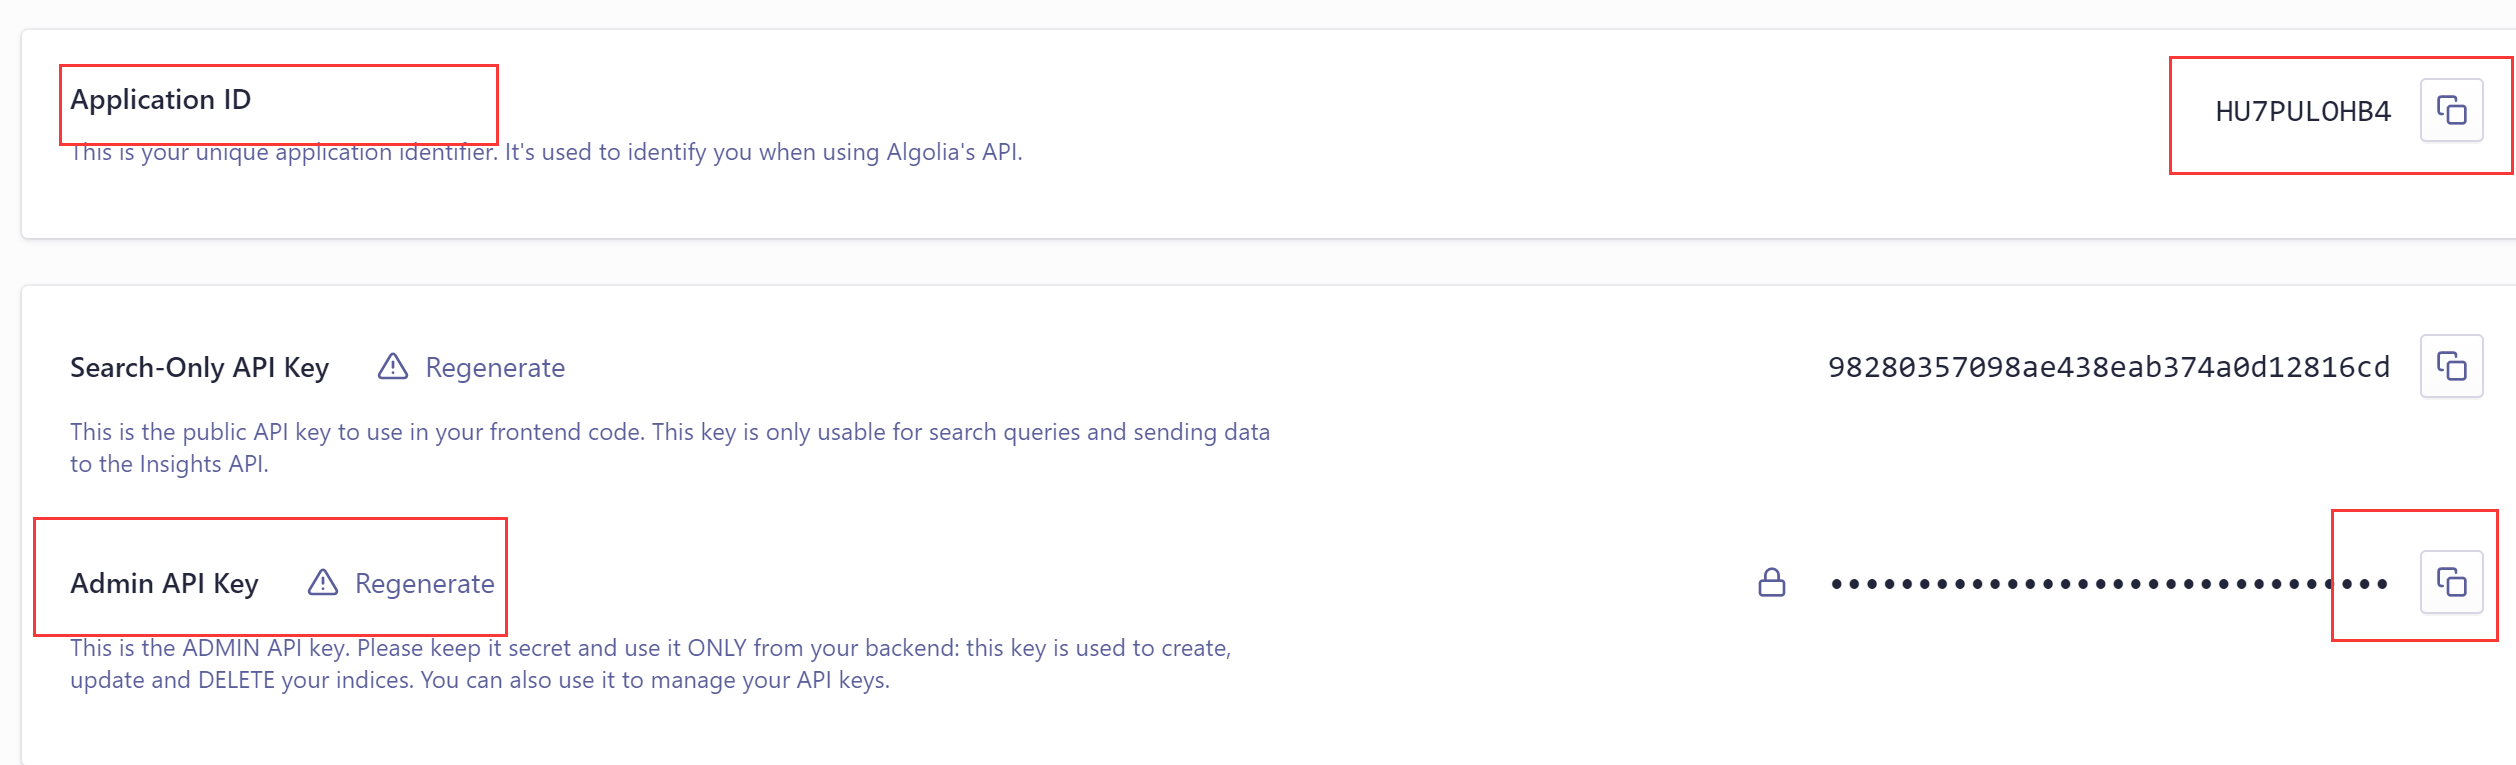 Application ID
HU7PUL0HB4
This is your unique application identifier. It's used to identify you when using Algolia's API.
Search-Only API Key Regenerate
98280357098ae438eab374a0d12816cd
This is the public API key to use in your frontend code. This key is only usable for search queries and sending data
to the Insights API.
Admin API Key Regenerate
••••••••••••••••••••••••••••••••
This is the ADMIN API key. Please keep it secret and use it ONLY from your backend: this key is used to create,
update and DELETE your indices. You can also use it to manage your API keys.